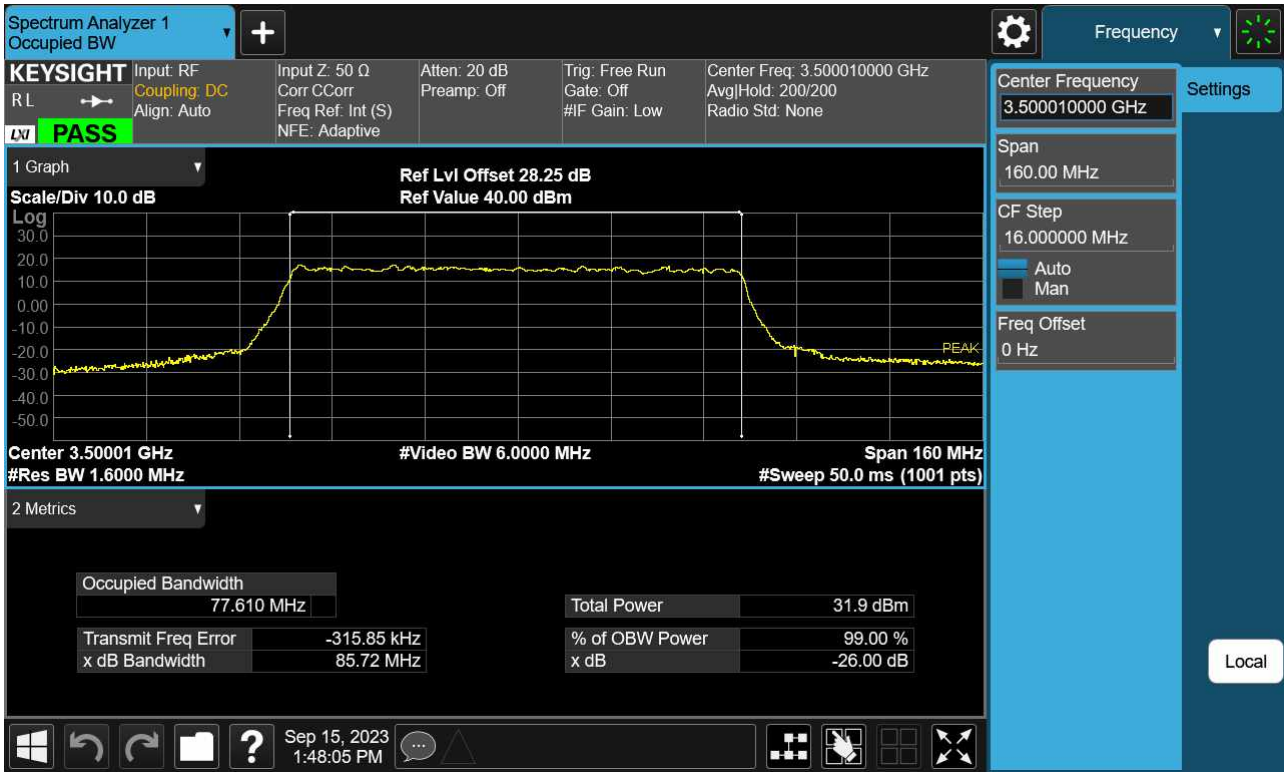 Spectrum Analyzer 1
Occupied BW
▼
+
Frequency ▼
KEYSIGHT
R L
LXI PASS
Input: RF
Coupling: DC
Align: Auto
Input Z: 50 Ω
Corr CCorr
Freq Ref: Int (S)
NFE: Adaptive
Atten: 20 dB
Preamp: Off
Trig: Free Run
Gate: Off
#IF Gain: Low
Center Freq: 3.500010000 GHz
Avg|Hold: 200/200
Radio Std: None
Center Frequency
3.500010000 GHz
Settings
Span
160.00 MHz
CF Step
16.000000 MHz
Auto
Man
Freq Offset
0 Hz
Local
1 Graph ▼
Scale/Div 10.0 dB
Ref Lvl Offset 28.25 dB
Ref Value 40.00 dBm
Log
30.0
20.0
10.0
0.00
-10.0
-20.0
-30.0
-40.0
-50.0
PEAK
Center 3.50001 GHz
#Video BW 6.0000 MHz
Span 160 MHz
#Res BW 1.6000 MHz
#Sweep 50.0 ms (1001 pts)
2 Metrics ▼
Occupied Bandwidth
77.610 MHz
Total Power 31.9 dBm
Transmit Freq Error -315.85 kHz
% of OBW Power 99.00 %
x dB Bandwidth 85.72 MHz
x dB -26.00 dB
?
Sep 15, 2023
1:48:05 PM